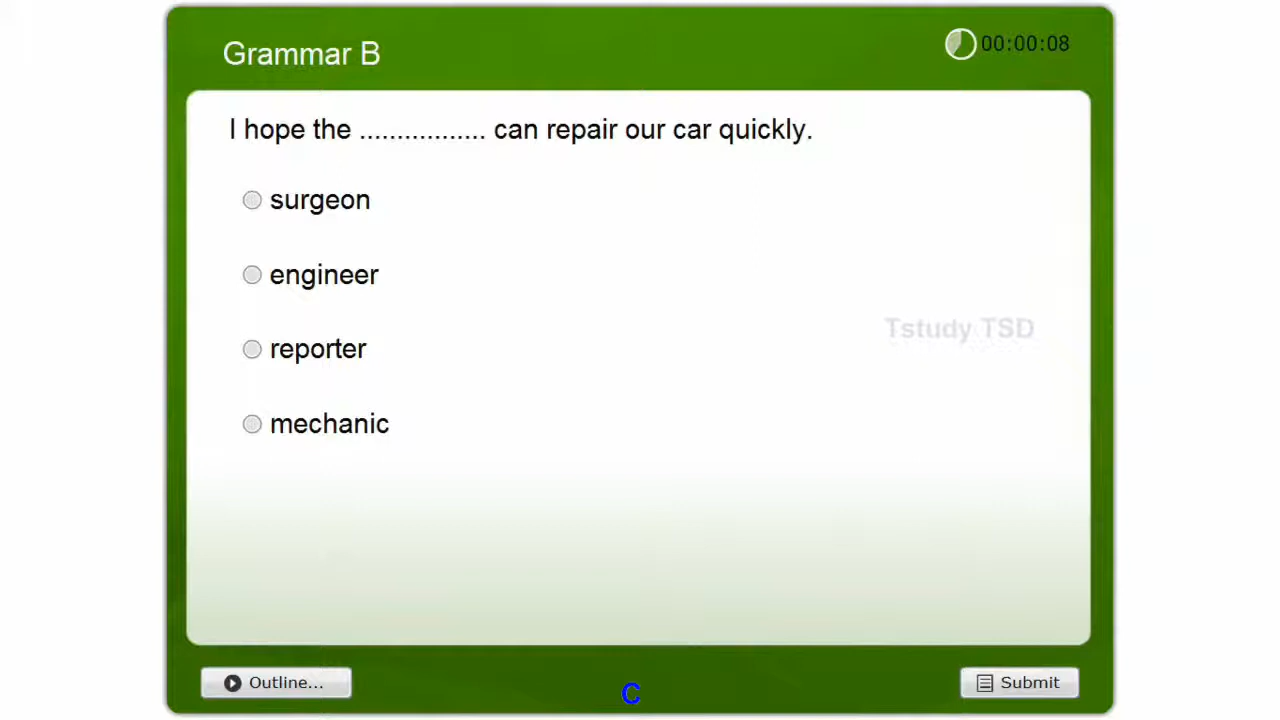 Grammar B
00:00:08
I hope the ................. can repair our car quickly.
surgeon
engineer
reporter
mechanic
Tstudy TSD
Outline...
C
Submit